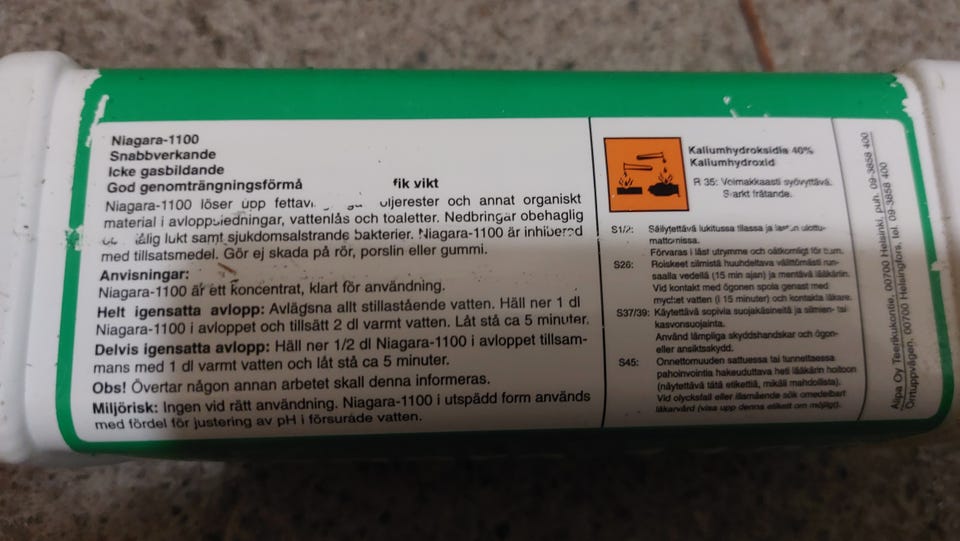 Niagara-1100
Snabbverkande
Icke gasbildande
God genomträngningsförmå fik vikt
Niagara-1100 löser upp oljerester och annat organiskt
material i avloppsledningar, vattenlås och toaletter. Nedbringar obehaglig
lukt samt sjukdomsalstrande bakterier. Niagara-1100 är inhiberad
med tillsatsmedel. Gör ej skada på rör, porslin eller gummi.
Anvisningar:
Niagara-1100 är ett koncentrat, klart för användning.
Helt igensatta avlopp: Avlägsna allt stillastående vatten. Häll ner 1 dl
Niagara-1100 i avloppet och tillsätt 2 dl varmt vatten. Låt stå ca 5 minuter.
Delvis igensatta avlopp: Häll ner 1/2 dl Niagara-1100 i avloppet tillsam-
mans med 1 dl varmt vatten och låt stå ca 5 minuter.
Obs! Övertar någon annan arbetet skall denna informeras.
Miljörisk: Ingen vid rätt användning. Niagara-1100 i utspädd form används
med fördel för justering av pH i försurade vatten.
Kaliumhydroksidia 40%
Kaliumhydroxid
R 35: Voimakkaasti syövyttävä.
Starkt frätande.
S1/2: Säilytettävä lukitussa tilassa ja lasten ulottu-
mattomissa.
Förvaras i låst utrymme och oåtkomligt för barn.
S26: Roiskeet silmistä huuhdeltava välittömästi run-
saalla vedellä (15 min ajan) ja mentävä lääkäriin.
Vid kontakt med ögonen spola genast med
mycket vatten (i 15 minuter) och kontakta läkare.
S37/39: Käytettävä sopivia suojakäsineitä ja silmien- tai
kasvonsuojainta.
Använd lämpliga skyddshandskar och ögon-
eller ansiktsskydd.
S45: Onnettomuuden sattuessa tai tunnettaessa
pahoinvointia hakeuduttava heti lääkärin hoitoon
(näytettävä tätä etikettiä, mikäli mahdollista).
Vid olycksfall eller illamående sök omedelbart
läkarvård (visa upp denna etikett om möjligt).
Alipa Oy Teerikukontie, 00700 Helsinki, puh. 09-3858 400
Orrtuppvägen, 00700 Helsingfors, tel. 09-3858 400